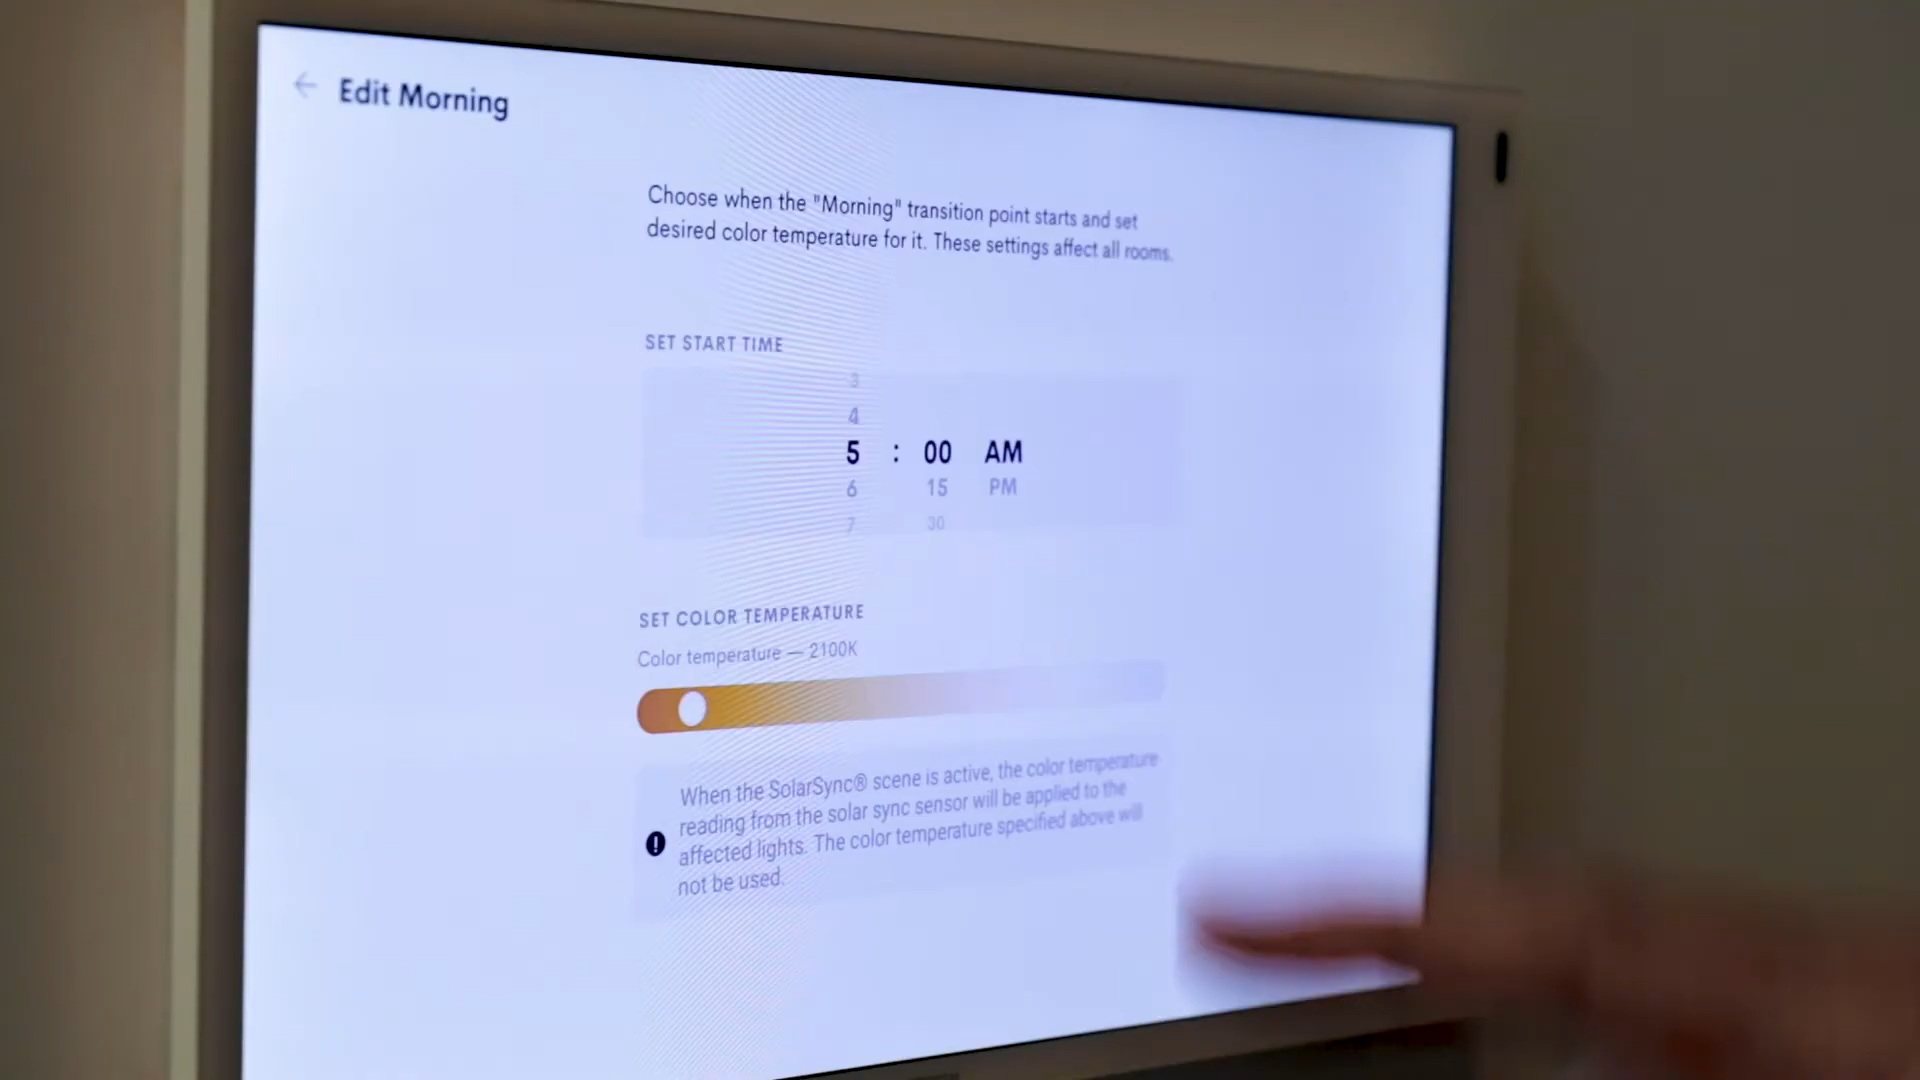 ← Edit Morning
Choose when the "Morning" transition point starts and set
desired color temperature for it. These settings affect all rooms.
SET START TIME
3
4
5 : 00 AM
6 15 PM
7 30
SET COLOR TEMPERATURE
Color temperature — 2100K
When the SolarSync® scene is active, the color temperature
reading from the solar sync sensor will be applied to the
affected lights. The color temperature specified above will
not be used.